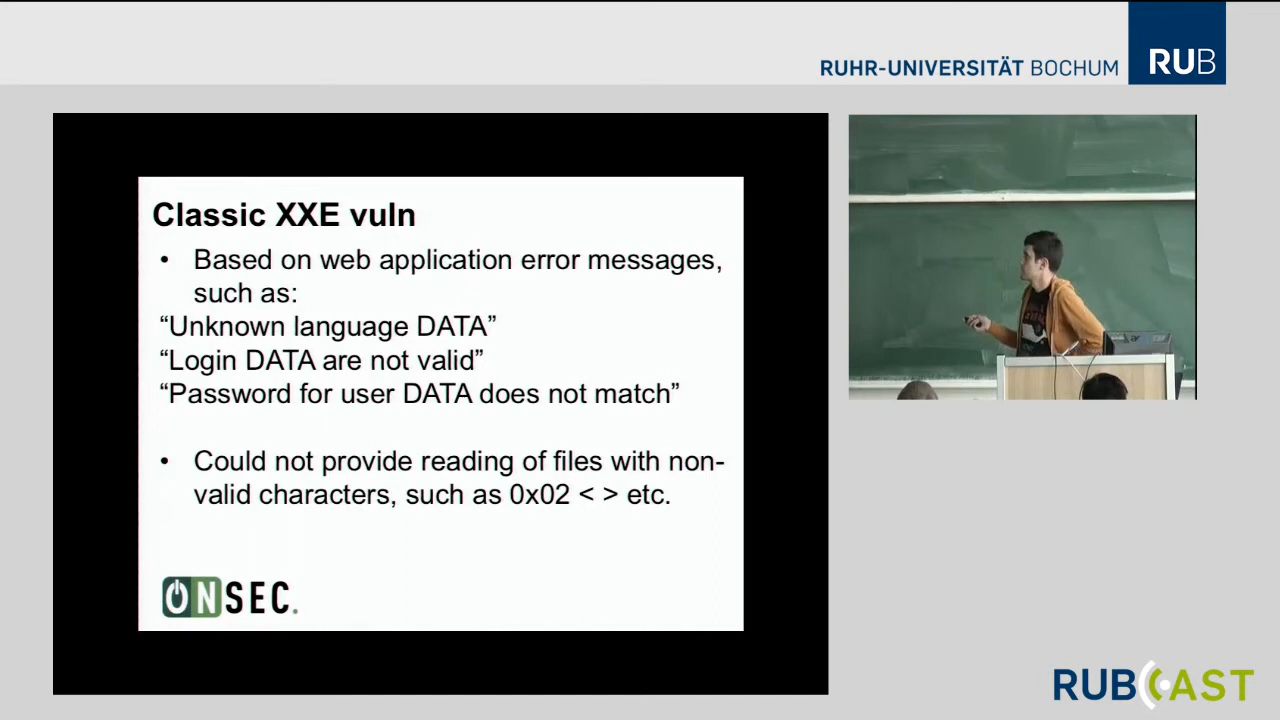 RUHR-UNIVERSITÄT BOCHUM
RUB
Classic XXE vuln
• Based on web application error messages,
such as:
“Unknown language DATA”
“Login DATA are not valid”
“Password for user DATA does not match”
• Could not provide reading of files with non-
valid characters, such as 0x02 < > etc.
ONSEC.
RUBCAST